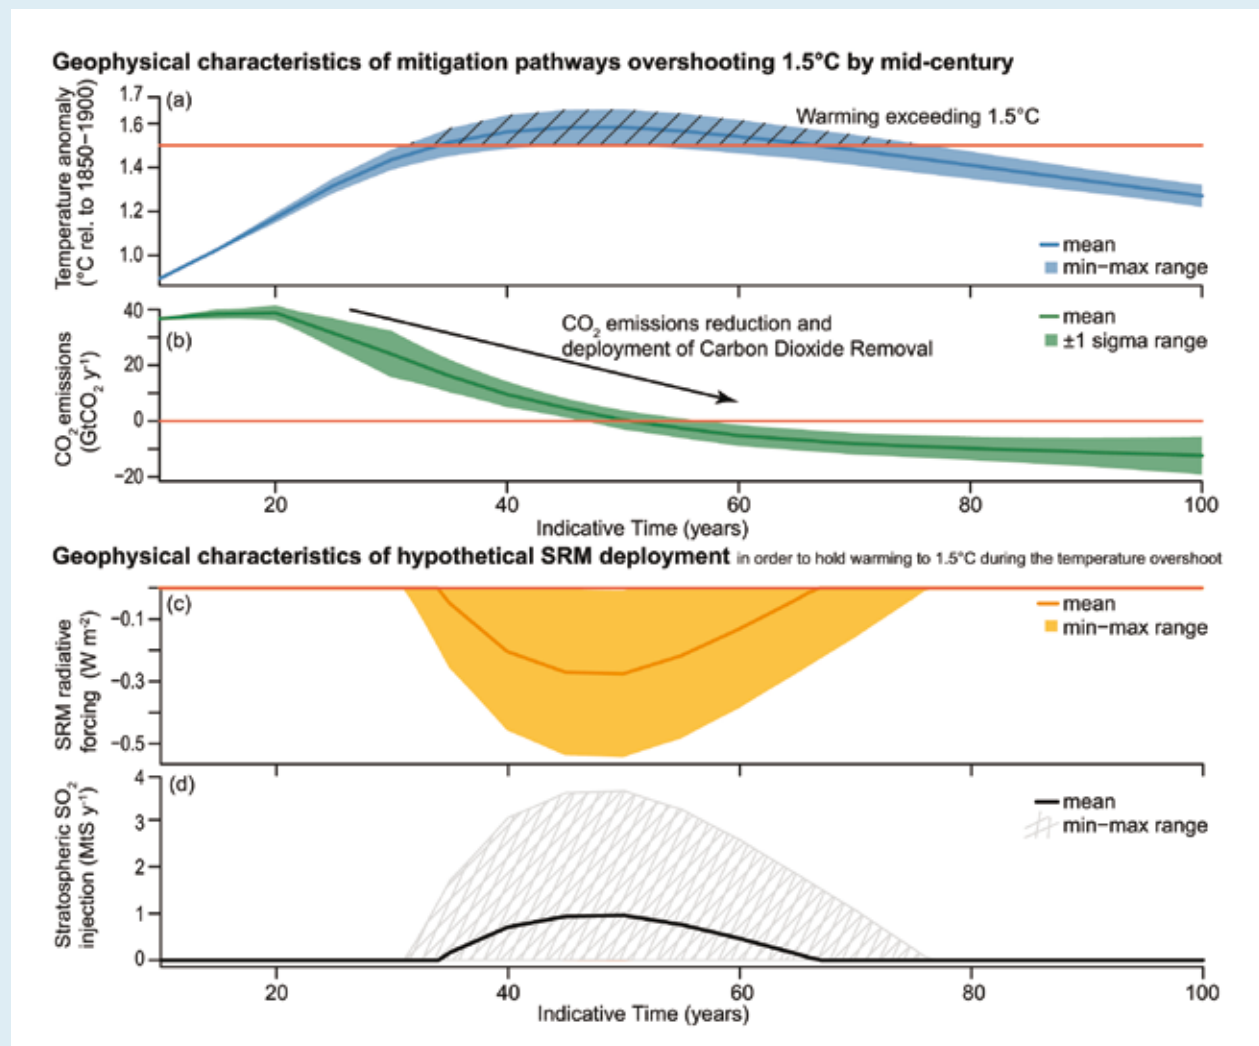 Geophysical characteristics of mitigation pathways overshooting 1.5°C by mid-century
(a)
Temperature anomaly
(°C rel. to 1850−1900)
1.7
1.6
1.4
1.2
1.0
Warming exceeding 1.5°C
mean
min−max range
(b)
CO₂ emissions
(GtCO₂ y⁻¹)
40
20
0
−20
CO₂ emissions reduction and
deployment of Carbon Dioxide Removal
mean
±1 sigma range
20 40 60 80 100
Indicative Time (years)
Geophysical characteristics of hypothetical SRM deployment in order to hold warming to 1.5°C during the temperature overshoot
(c)
SRM radiative
forcing (W m⁻²)
−0.1
−0.3
−0.5
mean
min−max range
(d)
Stratospheric SO₂
injection (MtS y⁻¹)
4
3
2
1
0
mean
min−max range
20 40 60 80 100
Indicative Time (years)